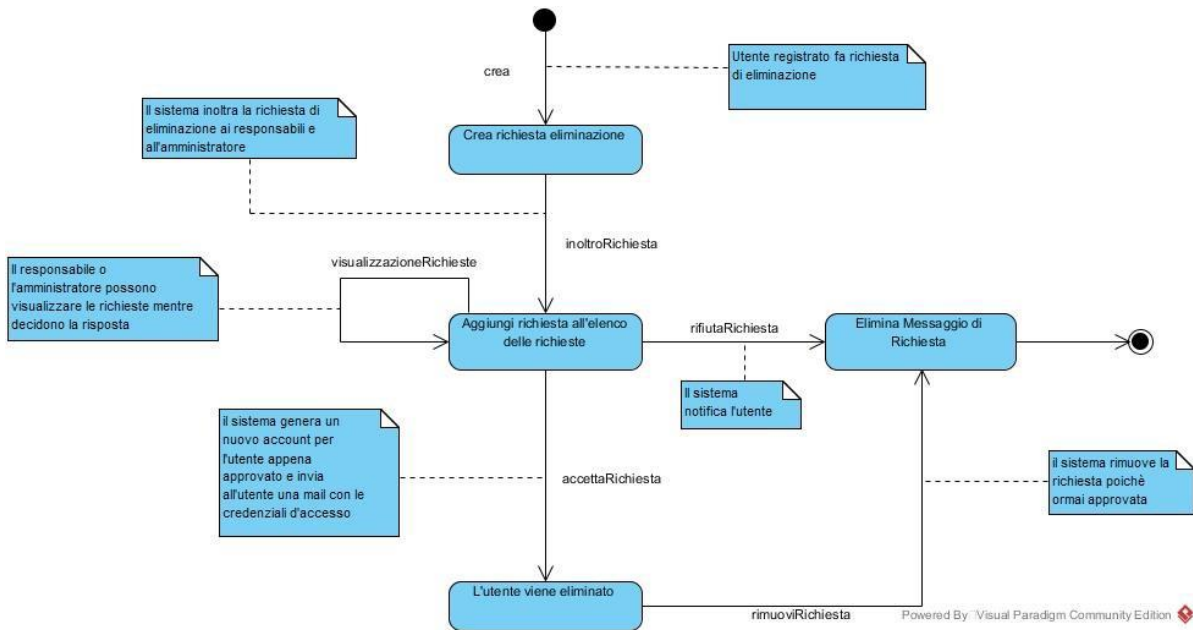 Utente registrato fa richiesta
di eliminazione
crea
Il sistema inoltra la richiesta di
eliminazione ai responsabili e
all'amministratore
Crea richiesta eliminazione
inoltroRichiesta
visualizzazioneRichieste
Il responsabile o
l'amministratore possono
visualizzare le richieste mentre
decidono la risposta
Aggiungi richiesta all'elenco
delle richieste
rifiutaRichiesta
Elimina Messaggio di
Richiesta
Il sistema
notifica l'utente
il sistema genera un
nuovo account per
l'utente appena
approvato e invia
all'utente una mail con le
credenziali d'accesso
accettaRichiesta
il sistema rimuove la
richiesta poichè
ormai approvata
L'utente viene eliminato
rimuoviRichiesta
Powered By Visual Paradigm Community Edition